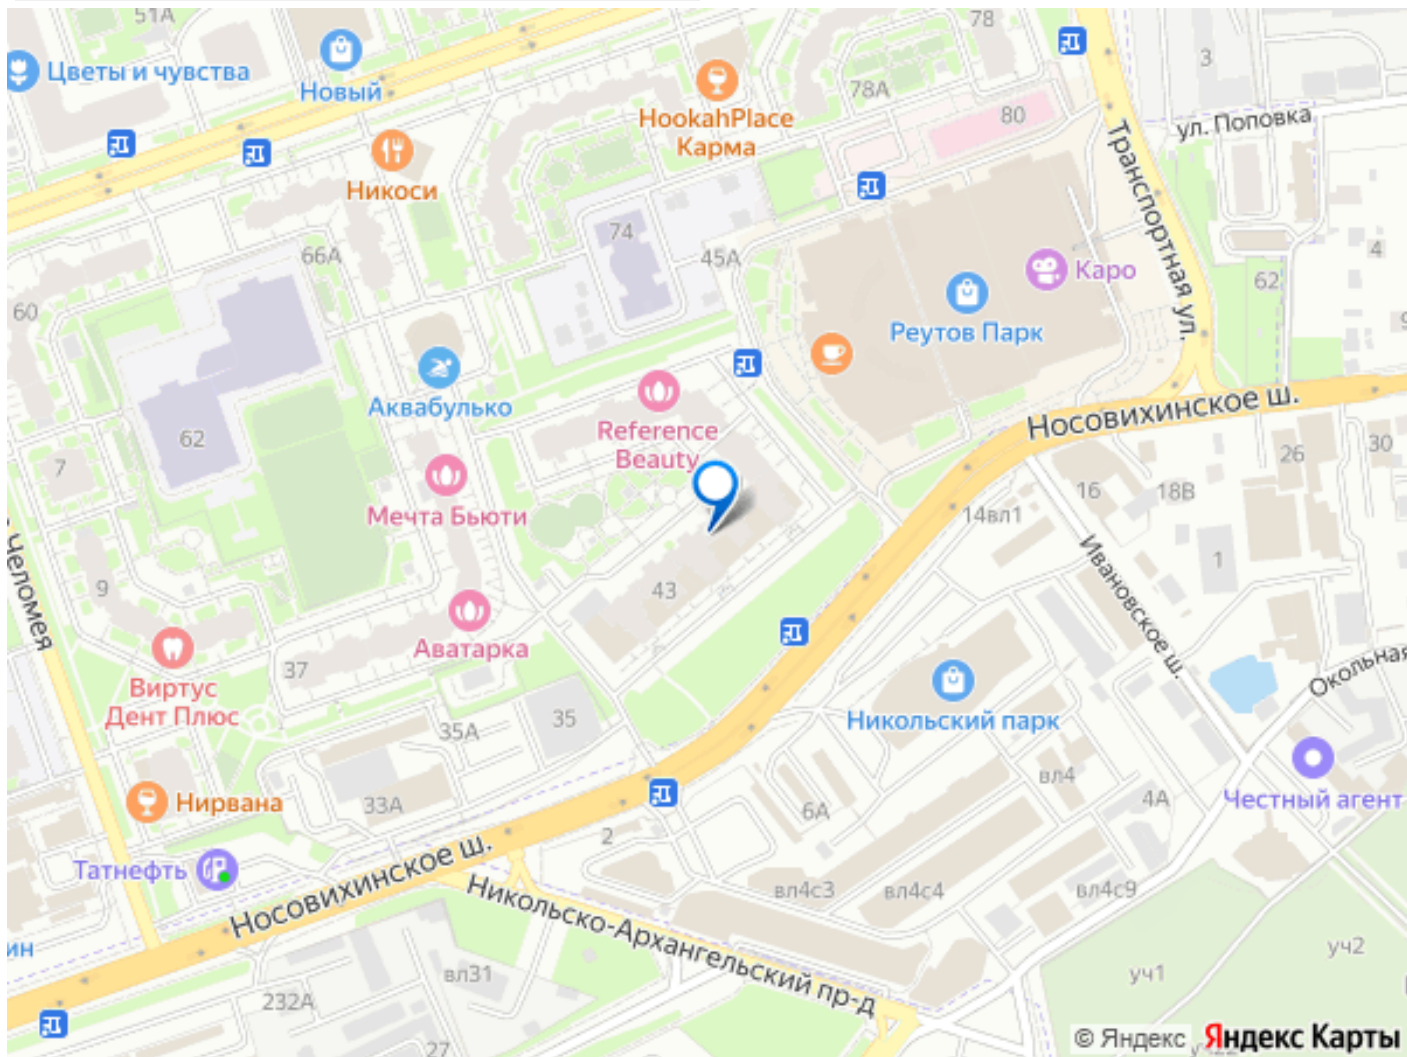 51А
78
Цветы и чувства
Новый
3
78А
HookahPlace
Карма
80
ул. Поповка
Транспортная ул.
Никоси
74
66А
45А
4
Каро
62
60
Реутов Парк
Аквабулько
62
Носовихинское ш.
Reference
Beauty
26
30
7
16
18В
Мечта Бьюти
14вл1
1
Челомея
Ивановское ш.
9
43
Аватарка
37
Виртус
Дент Плюс
Окольная
35
35А
Никольский парк
вл4
Нирвана
33А
6А
4А
Честный агент
2
Татнефть
Носовихинское ш.
вл4с3
вл4с4
вл4с9
Никольско-Архангельский пр-д
ин
вл31
уч1
уч2
232А
27
© Яндекс
Яндекс Карты